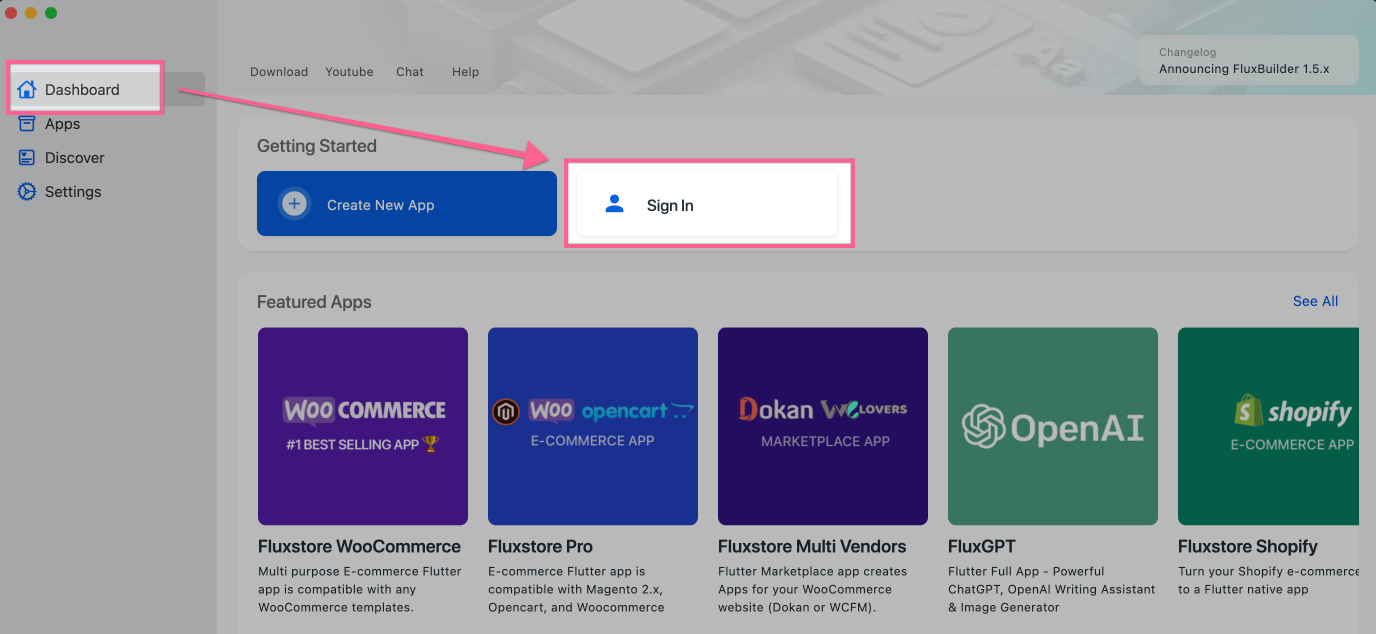 Download Youtube Chat Help
Changelog
Announcing FluxBuilder 1.5.x
Dashboard
Apps
Discover
Settings
Getting Started
Create New App
Sign In
Featured Apps
See All
WOO COMMERCE
#1 BEST SELLING APP
WOO opencart
E-COMMERCE APP
Dokan WCLOVERS
MARKETPLACE APP
OpenAI
shopify
E-COMMERCE APP
Fluxstore WooCommerce
Multi purpose E-commerce Flutter
app is compatible with any
WooCommerce templates.
Fluxstore Pro
E-commerce Flutter app is
compatible with Magento 2.x,
Opencart, and Woocommerce
Fluxstore Multi Vendors
Flutter Marketplace app creates
Apps for your WooCommerce
website (Dokan or WCFM).
FluxGPT
Flutter Full App - Powerful
ChatGPT, OpenAI Writing Assistant
& Image Generator
Fluxstore Shopify
Turn your Shopify e-commerce
to a Flutter native app